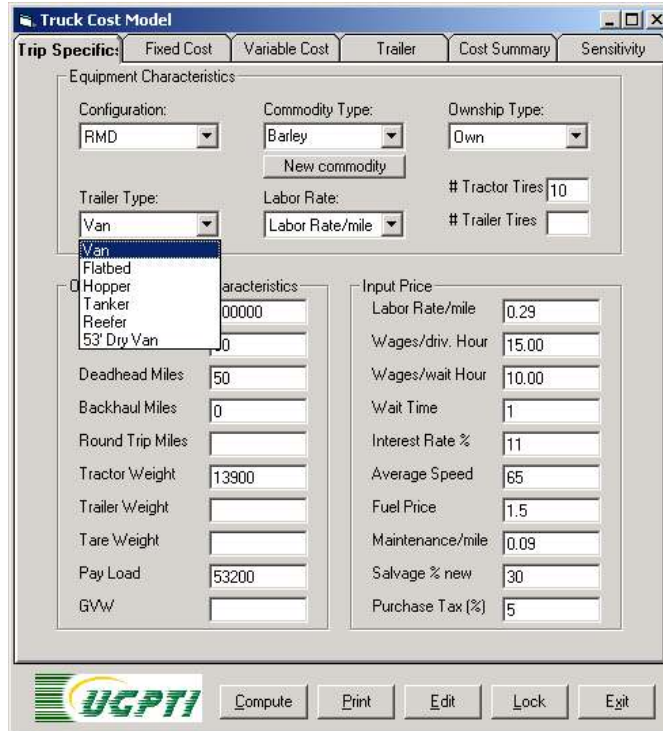 Truck Cost Model
Trip Specifics Fixed Cost Variable Cost Trailer Cost Summary Sensitivity
Equipment Characteristics
Configuration: Commodity Type: Ownship Type:
RMD Barley Own
New commodity
Trailer Type: Labor Rate: # Tractor Tires 10
Van Labor Rate/mile # Trailer Tires
Van
Flatbed
Hopper
Tanker
Reefer
53' Dry Van
O aracteristics Input Price
00000 Labor Rate/mile 0.29
0 Wages/driv. Hour 15.00
Deadhead Miles 50 Wages/wait Hour 10.00
Backhaul Miles 0 Wait Time 1
Round Trip Miles Interest Rate % 11
Tractor Weight 13900 Average Speed 65
Trailer Weight Fuel Price 1.5
Tare Weight Maintenance/mile 0.09
Pay Load 53200 Salvage % new 30
GVW Purchase Tax (%) 5
UGPTI Compute Print Edit Lock Exit